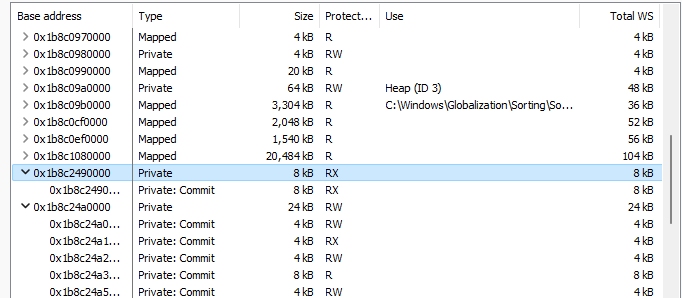 Base address Type Size Protect... Use Total WS
0x1b8c0970000 Mapped 4 kB R 4 kB
0x1b8c0980000 Private 4 kB RW 4 kB
0x1b8c0990000 Mapped 20 kB R 4 kB
0x1b8c09a0000 Private 64 kB RW Heap (ID 3) 48 kB
0x1b8c09b0000 Mapped 3,304 kB R C:\Windows\Globalization\Sorting\So... 36 kB
0x1b8c0cf0000 Mapped 2,048 kB R 52 kB
0x1b8c0ef0000 Mapped 1,540 kB R 56 kB
0x1b8c1080000 Mapped 20,484 kB R 104 kB
0x1b8c2490000 Private 8 kB RX 8 kB
0x1b8c2490... Private: Commit 8 kB RX 8 kB
0x1b8c24a0000 Private 24 kB RW 24 kB
0x1b8c24a0... Private: Commit 4 kB RW 4 kB
0x1b8c24a1... Private: Commit 4 kB RX 4 kB
0x1b8c24a2... Private: Commit 4 kB RW 4 kB
0x1b8c24a3... Private: Commit 8 kB R 8 kB
0x1b8c24a5... Private: Commit 4 kB RW 4 kB